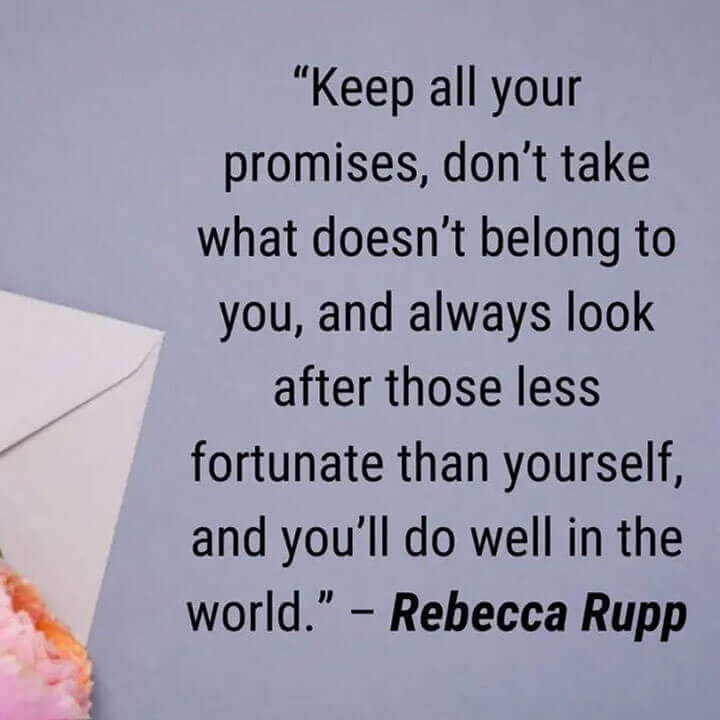 “Keep all your
promises, don’t take
what doesn’t belong to
you, and always look
after those less
fortunate than yourself,
and you’ll do well in the
world.” – Rebecca Rupp